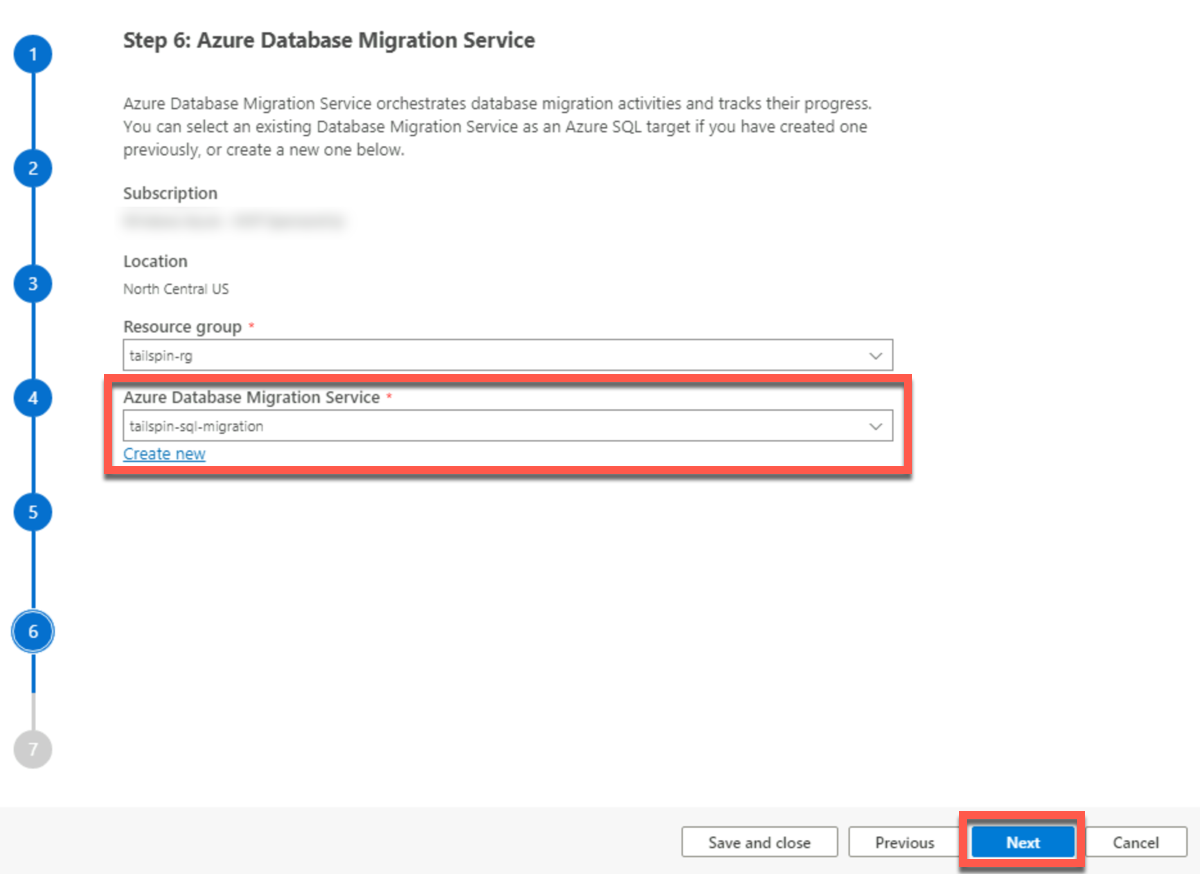 Step 6: Azure Database Migration Service
Azure Database Migration Service orchestrates database migration activities and tracks their progress.
You can select an existing Database Migration Service as an Azure SQL target if you have created one
previously, or create a new one below.
Subscription
Location
North Central US
Resource group *
tailspin-rg
Azure Database Migration Service *
tailspin-sql-migration
Create new
1
2
3
4
5
6
7
Save and close
Previous
Next
Cancel